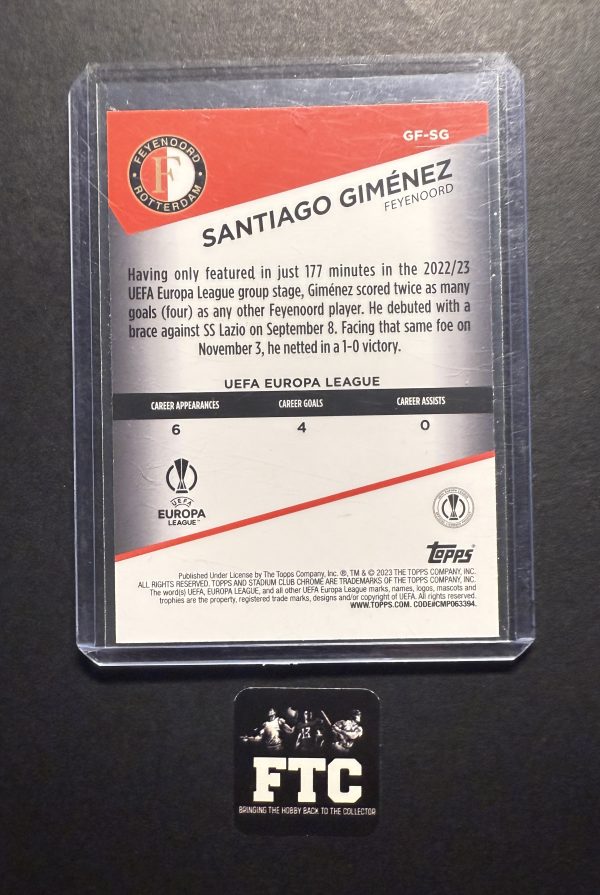 GF-SG
FEYENOORD
F
ROTTERDAM
SANTIAGO GIMÉNEZ
FEYENOORD
Having only featured in just 177 minutes in the 2022/23
UEFA Europa League group stage, Giménez scored twice as many
goals (four) as any other Feyenoord player. He debuted with a
brace against SS Lazio on September 8. Facing that same foe on
November 3, he netted in a 1-0 victory.
UEFA EUROPA LEAGUE
CAREER APPEARANCES CAREER GOALS CAREER ASSISTS
6 4 0
UEFA
EUROPA
LEAGUE™
topps
Published Under License by The Topps Company, Inc. ®, TM & © 2023 THE TOPPS COMPANY, INC.
ALL RIGHTS RESERVED. TOPPS AND STADIUM CLUB CHROME ARE TRADEMARKS OF THE TOPPS COMPANY, INC.
The word(s) UEFA, EUROPA LEAGUE, and all other UEFA Europa League marks, names, logos, mascots and
trophies are the property, registered trade marks, designs and/or copyright of UEFA. All rights reserved.
WWW.TOPPS.COM. CODE#CMP063394.
13
FTC
BRINGING THE HOBBY BACK TO THE COLLECTOR